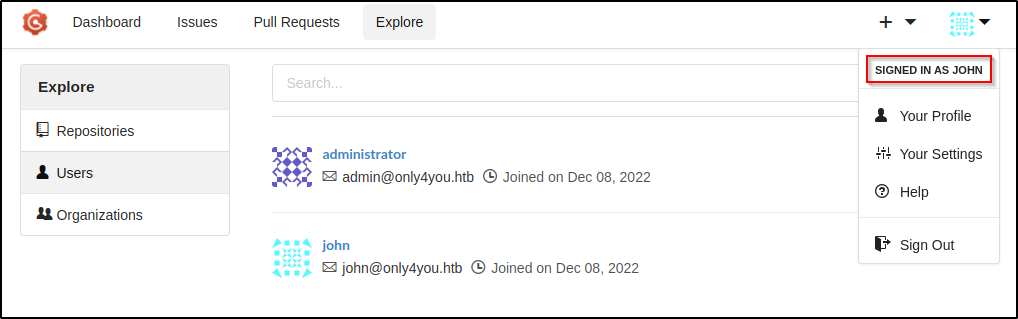 Dashboard Issues Pull Requests Explore
SIGNED IN AS JOHN
Your Profile
Your Settings
Help
Sign Out
Explore
Repositories
Users
Organizations
Search...
administrator
admin@only4you.htb Joined on Dec 08, 2022
john
john@only4you.htb Joined on Dec 08, 2022